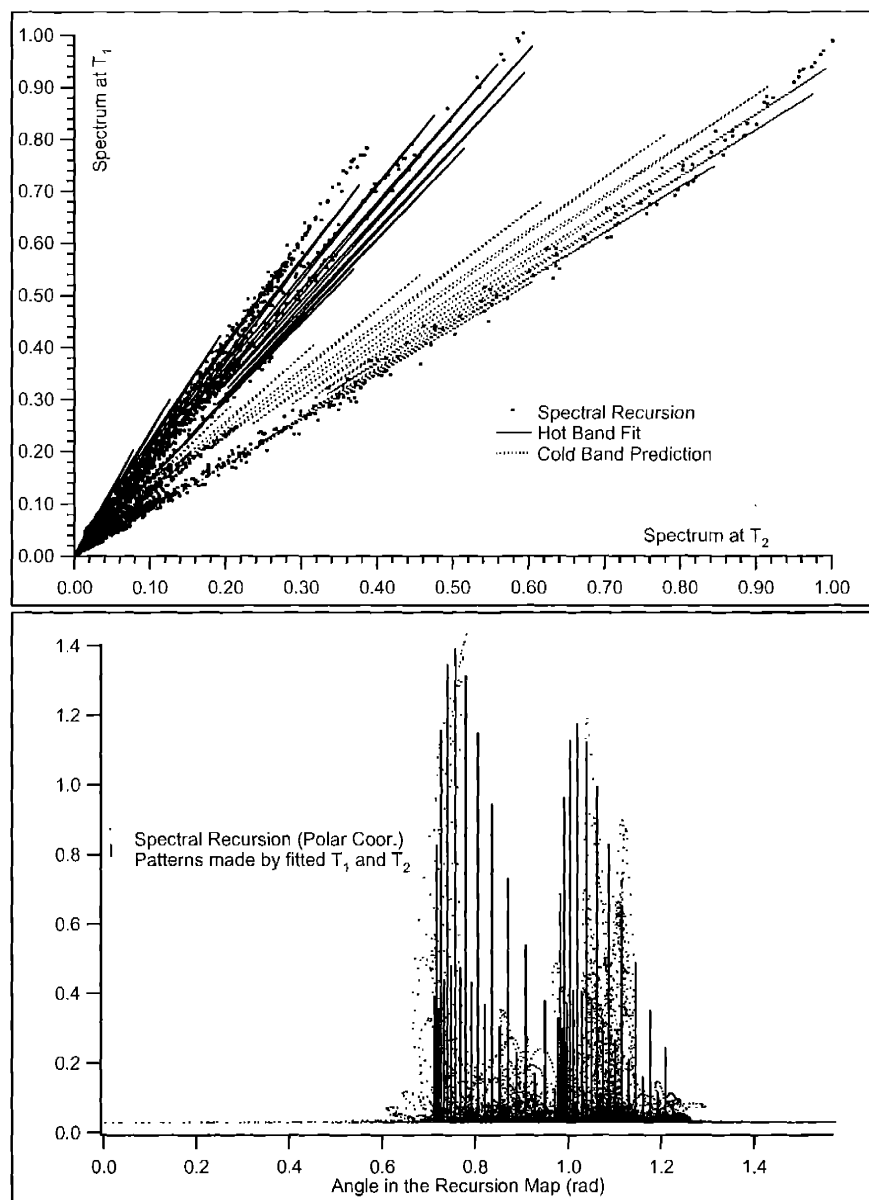 1.00
0.90
0.80
0.70
0.60
0.50
0.40
0.30
0.20
0.10
0.00
Spectrum at T1
Spectral Recursion
Hot Band Fit
Cold Band Prediction
Spectrum at T2
0.00 0.10 0.20 0.30 0.40 0.50 0.60 0.70 0.80 0.90 1.00
1.4
1.2
1.0
0.8
0.6
0.4
0.2
0.0
Spectral Recursion (Polar Coor.)
Patterns made by fitted T1 and T2
0.0 0.2 0.4 0.6 0.8 1.0 1.2 1.4
Angle in the Recursion Map (rad)